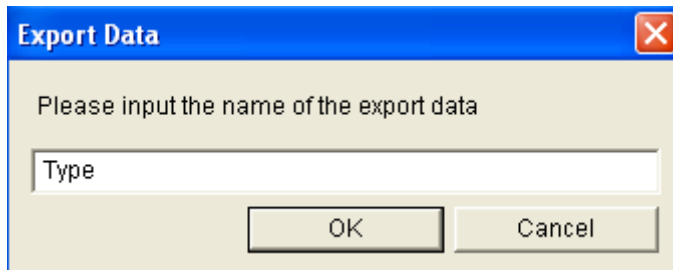 Export Data
Please input the name of the export data
Type
OK Cancel